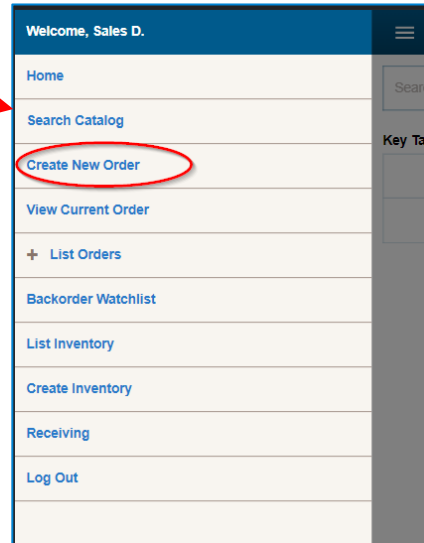 Welcome, Sales D.
Home
Search Catalog
Create New Order
View Current Order
+ List Orders
Backorder Watchlist
List Inventory
Create Inventory
Receiving
Log Out
Key Ta